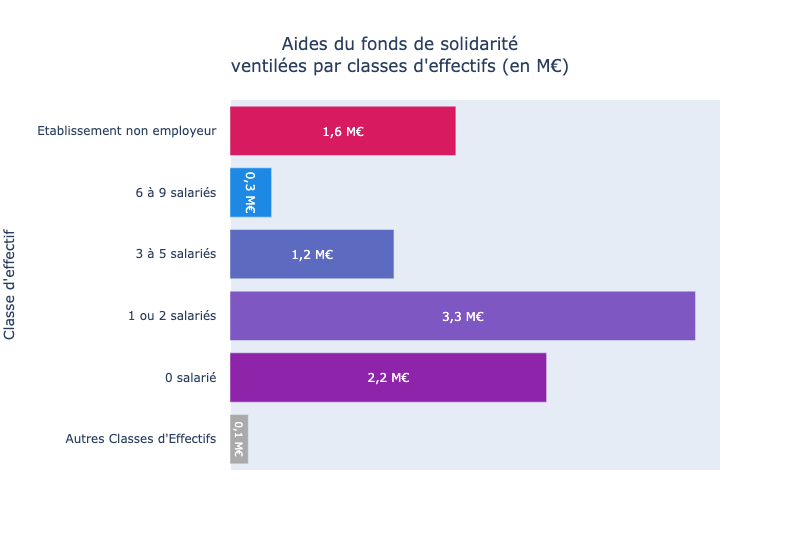 Aides du fonds de solidarité
ventilées par classes d'effectifs (en M€)
Classe d'effectif
Etablissement non employeur
1,6 M€
6 à 9 salariés
0,3 M€
3 à 5 salariés
1,2 M€
1 ou 2 salariés
3,3 M€
0 salarié
2,2 M€
Autres Classes d'Effectifs
0,1 M€